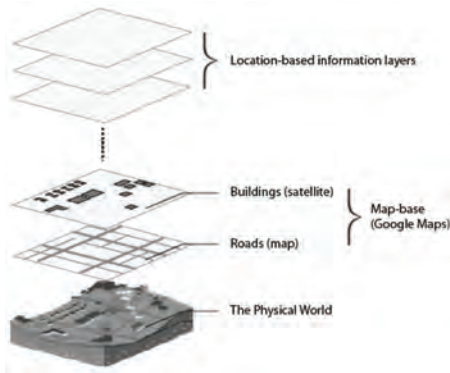 Location-based information layers
Buildings (satellite)
Map-base
(Google Maps)
Roads (map)
The Physical World